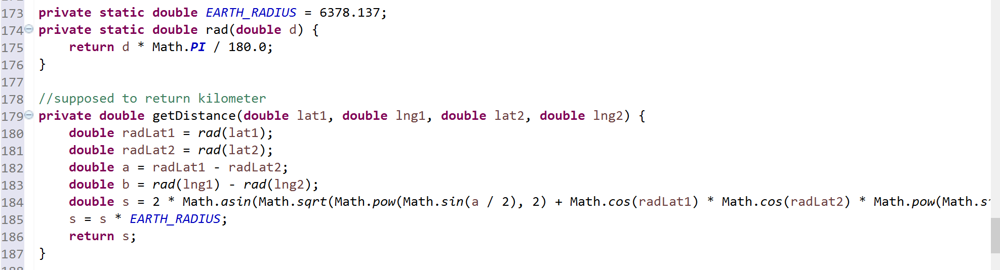 173 private static double EARTH_RADIUS = 6378.137;
174 private static double rad(double d) {
175 return d * Math.PI / 180.0;
176 }
177
178 //supposed to return kilometer
179 private double getDistance(double lat1, double lng1, double lat2, double lng2) {
180 double radLat1 = rad(lat1);
181 double radLat2 = rad(lat2);
182 double a = radLat1 - radLat2;
183 double b = rad(lng1) - rad(lng2);
184 double s = 2 * Math.asin(Math.sqrt(Math.pow(Math.sin(a / 2), 2) + Math.cos(radLat1) * Math.cos(radLat2) * Math.pow(Math.s
185 s = s * EARTH_RADIUS;
186 return s;
187 }